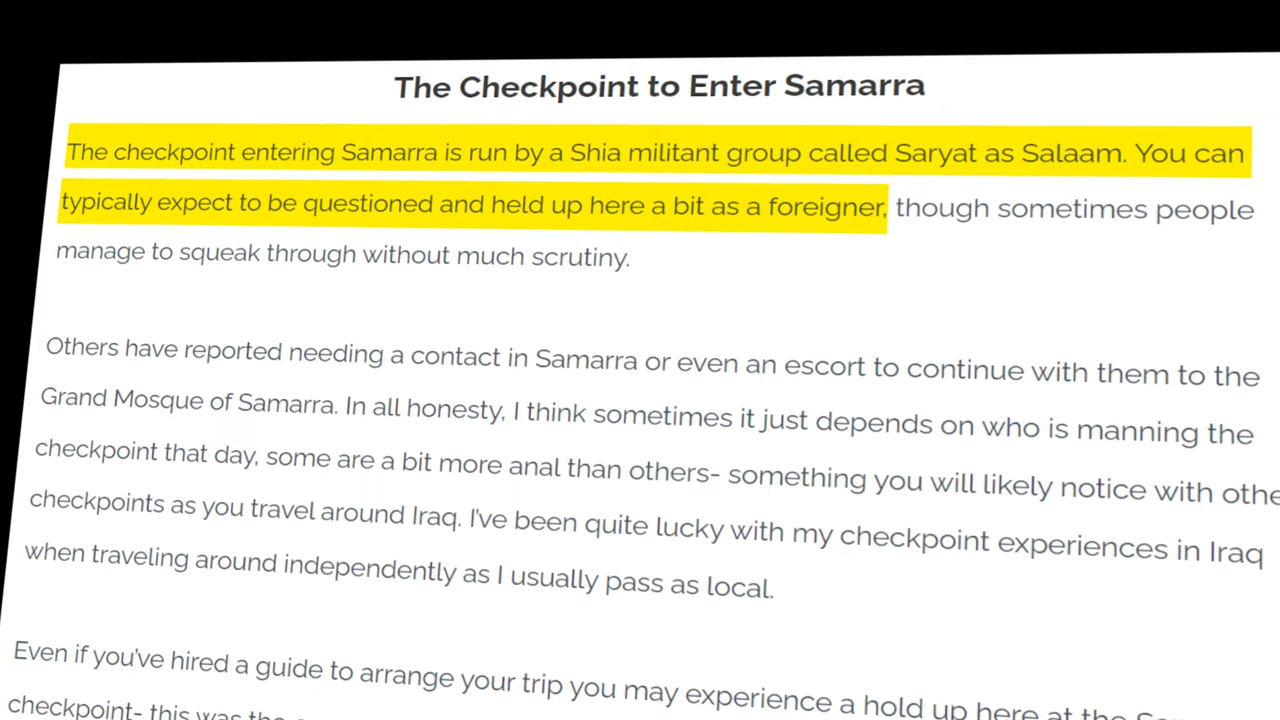 The Checkpoint to Enter Samarra
The checkpoint entering Samarra is run by a Shia militant group called Saryat as Salaam. You can
typically expect to be questioned and held up here a bit as a foreigner, though sometimes people
manage to squeak through without much scrutiny.
Others have reported needing a contact in Samarra or even an escort to continue with them to the
Grand Mosque of Samarra. In all honesty, I think sometimes it just depends on who is manning the
checkpoint that day, some are a bit more anal than others- something you will likely notice with othe
checkpoints as you travel around Iraq. I've been quite lucky with my checkpoint experiences in Iraq
when traveling around independently as I usually pass as local.
Even if you've hired a guide to arrange your trip you may experience a hold up here at the
checkpoint- this was the